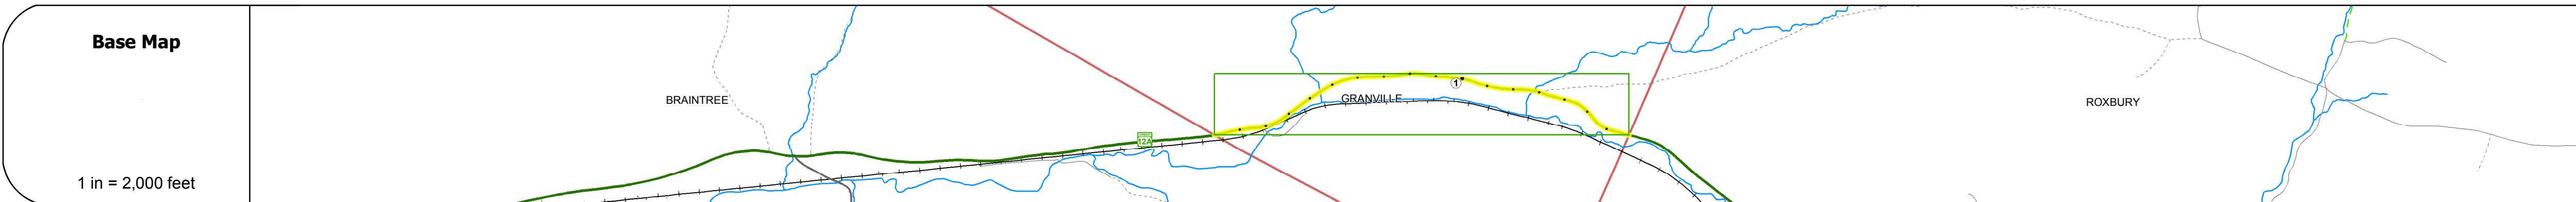 Base Map
1 in = 2,000 feet
BRAINTREE
12A
GRANVILLE
1
ROXBURY